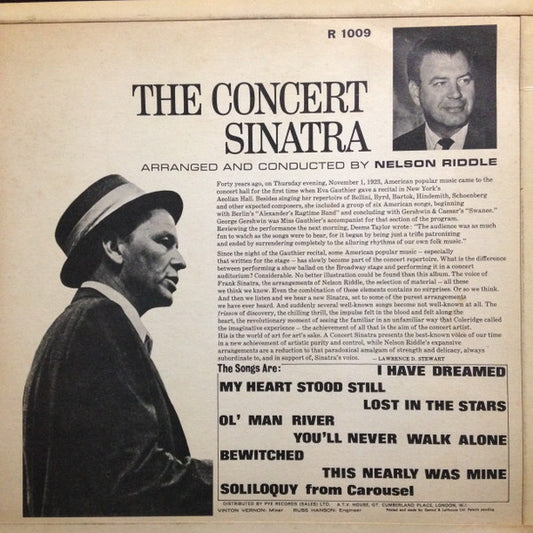 R 1009
THE CONCERT
SINATRA
ARRANGED AND CONDUCTED BY NELSON RIDDLE
Forty years ago, on Thursday evening, November 1, 1923, American popular music came to the
concert hall for the first time when Eva Gauthier gave a recital in New York's
Aeolian Hall. Besides singing her repertoire of Bellini, Byrd, Bartok, Hindemith, Schoenberg
and other expected composers, she included a group of six American songs, beginning
with Berlin's "Alexander's Ragtime Band" and concluding with Gershwin & Caesar's "Swanee."
George Gershwin was Miss Gauthier's accompanist for that section of the program.
Reviewing the performance the next morning, Deems Taylor wrote: "The audience was as much
fun to watch as the songs were to hear, for it began by being just a trifle patronizing
and ended by surrendering completely to the alluring rhythms of our own folk music."
Since the night of the Gauthier recital, some American popular music – especially
that written for the stage – has slowly become part of the concert repertoire. What is the difference
between performing a show ballad on the Broadway stage and performing it in a concert
auditorium? Considerable. No better illustration could be found than this album. The voice of
Frank Sinatra, the arrangements of Nelson Riddle, the selection of material – all these
we think we know. Even the combination of these elements contains no surprises. Or so we think.
And then we listen and we hear a new Sinatra, set to some of the purest arrangements
we have ever heard. And suddenly several well-known songs become not well-known at all. The
frisson of discovery, the chilling thrill, the impulse felt in the blood and felt along the
heart, the revolutionary moment of seeing the familiar in an unfamiliar way that Coleridge called
the imaginative experience – the achievement of all that is the aim of the concert artist.
His is the world of art for art's sake. A Concert Sinatra presents the best-known voice of our time
in a new achievement of artistic purity and control, while Nelson Riddle's expansive
arrangements are a reduction to that paradoxical amalgam of strength and delicacy, always
subordinate to, and in support of, Sinatra's voice. – LAWRENCE D. STEWART
The Songs Are: I HAVE DREAMED
MY HEART STOOD STILL
LOST IN THE STARS
OL' MAN RIVER
YOU'LL NEVER WALK ALONE
BEWITCHED
THIS NEARLY WAS MINE
SOLILOQUY from Carousel
DISTRIBUTED BY PYE RECORDS (SALES) LTD. A.T.V. HOUSE, GT. CUMBERLAND PLACE, LONDON, W.1
VINTON VERNON: Mixer RUSS HANSON: Engineer Printed and made by